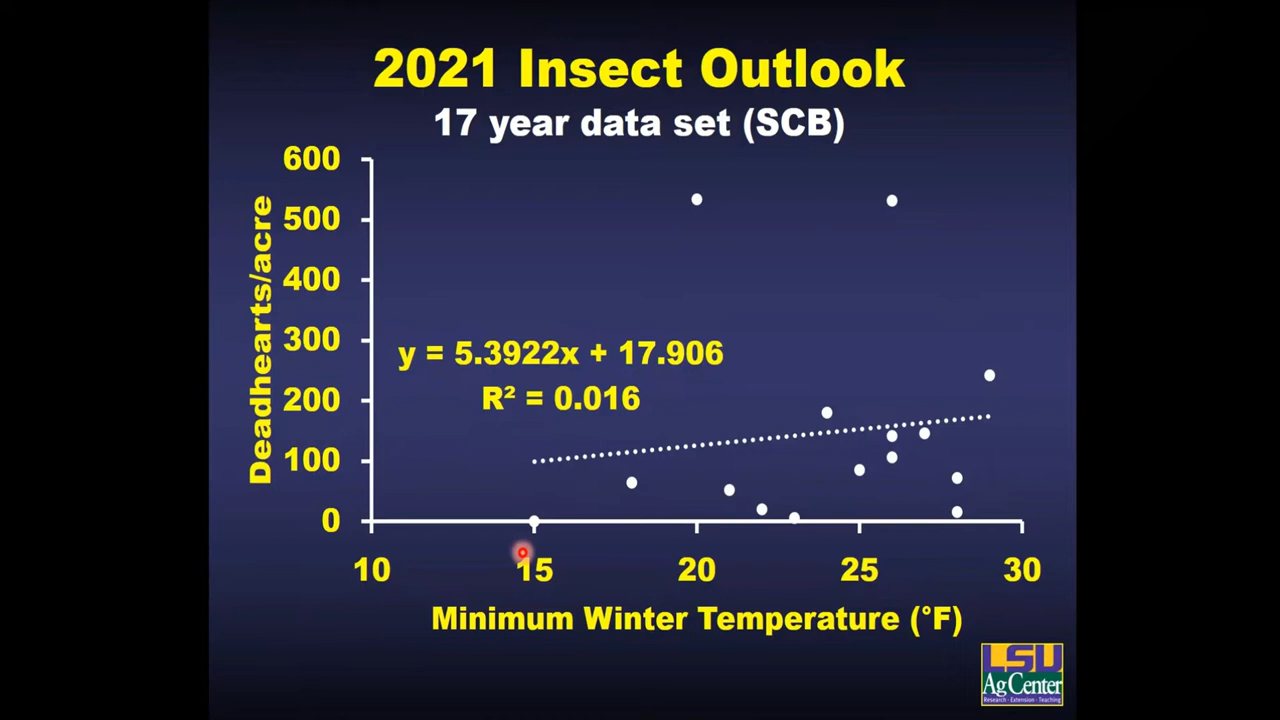 2021 Insect Outlook
17 year data set (SCB)
600
500
400
300
200
100
0
Deadhearts/acre
y = 5.3922x + 17.906
R² = 0.016
10 15 20 25 30
Minimum Winter Temperature (°F)
LSU
AgCenter
Research · Extension · Teaching